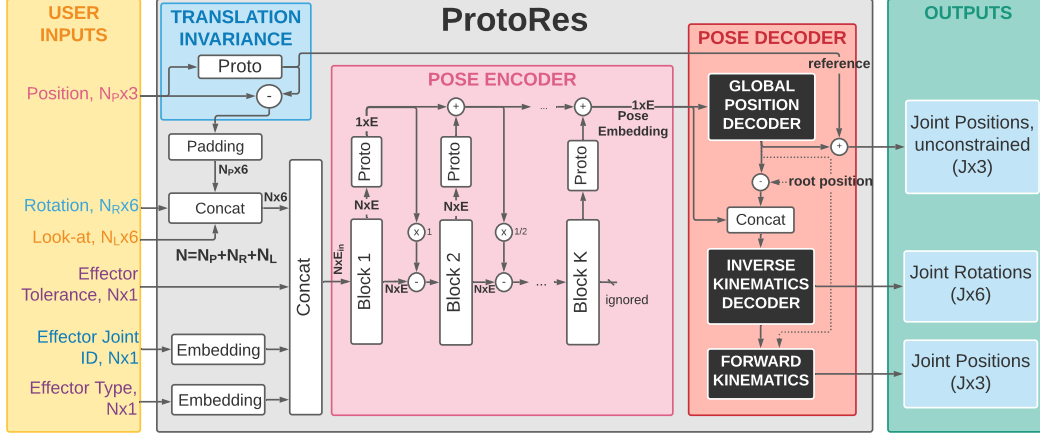 USER
INPUTS
Position, NPx3
Rotation, NRx6
Look-at, NLx6
Effector
Tolerance, Nx1
Effector Joint
ID, Nx1
Effector Type,
Nx1
ProtoRes
TRANSLATION
INVARIANCE
Proto
-
Padding
NPx6
Concat
Nx6
N=NP+NR+NL
Embedding
Embedding
Concat
NxEin
POSE ENCODER
Block 1
NxE
Proto
1xE
x
1
NxE
-
Block 2
NxE
Proto
+
x
1/2
NxE
-
...
...
Block K
Proto
+
ignored
1xE
Pose
Embedding
POSE DECODER
reference
GLOBAL
POSITION
DECODER
+
-
root position
Concat
INVERSE
KINEMATICS
DECODER
FORWARD
KINEMATICS
OUTPUTS
Joint Positions,
unconstrained
(Jx3)
Joint Rotations
(Jx6)
Joint Positions
(Jx3)